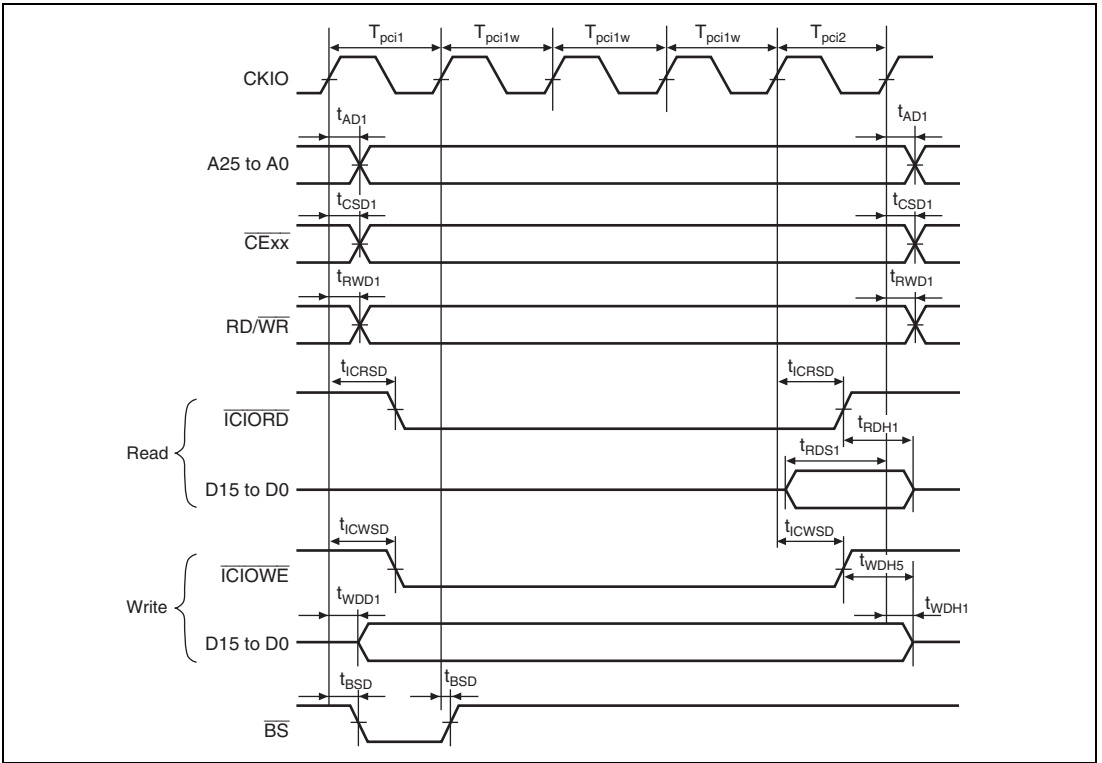 Tpci1 Tpci1w Tpci1w Tpci1w Tpci2
CKIO
tAD1 tAD1
A25 to A0
tCSD1 tCSD1
CExx
tRWD1 tRWD1
RD/WR
tICRSD tICRSD
ICIORD
tRDH1
Read
tRDS1
D15 to D0
tICWSD tICWSD
ICIOWE
tWDH5
Write
tWDD1 tWDH1
D15 to D0
tBSD tBSD
BS